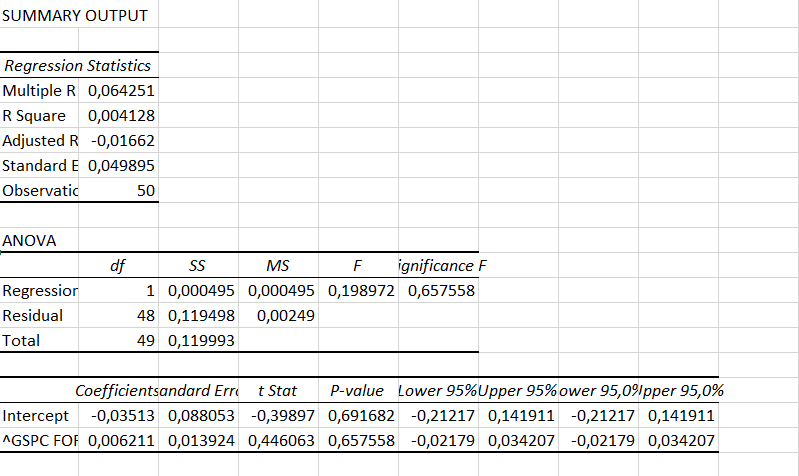 SUMMARY OUTPUT
Regression Statistics
Multiple R 0,064251
R Square 0,004128
Adjusted R -0,01662
Standard E 0,049895
Observatic 50
ANOVA
df SS MS F ignificance F
Regression 1 0,000495 0,000495 0,198972 0,657558
Residual 48 0,119498 0,00249
Total 49 0,119993
Coefficients andard Erro t Stat P-value Lower 95% Upper 95% ower 95,0% Upper 95,0%
Intercept -0,03513 0,088053 -0,39897 0,691682 -0,21217 0,141911 -0,21217 0,141911
^GSPC FOF 0,006211 0,013924 0,446063 0,657558 -0,02179 0,034207 -0,02179 0,034207